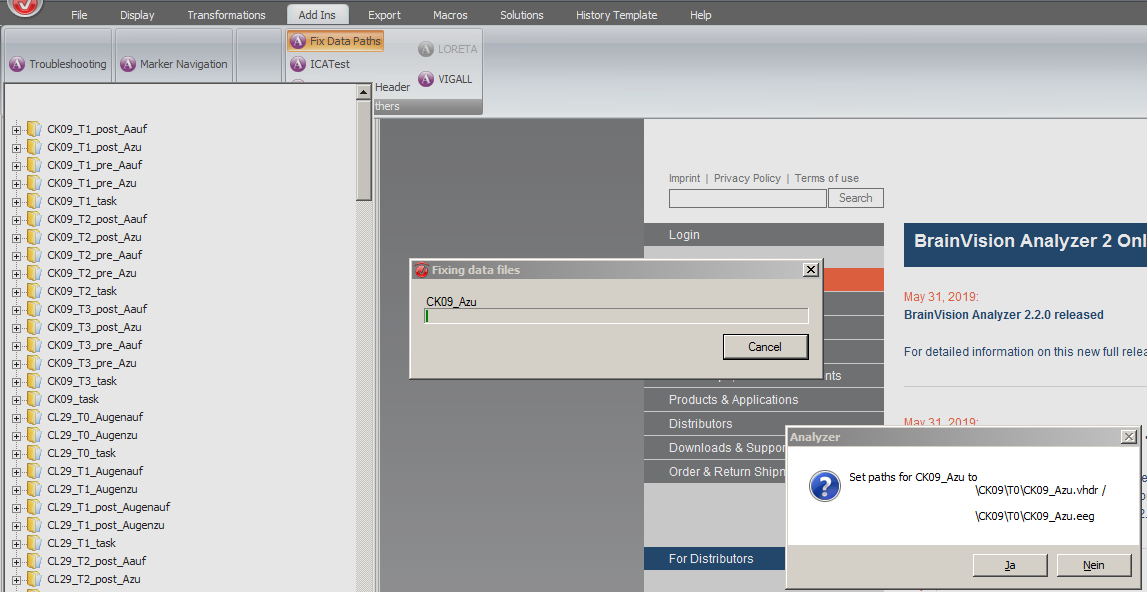 File Display Transformations Add Ins Export Macros Solutions History Template Help
Troubleshooting
Marker Navigation
Fix Data Paths
LORETA
ICATest
VIGALL
Header
thers
CK09_T1_post_Aauf
CK09_T1_post_Azu
CK09_T1_pre_Aauf
CK09_T1_pre_Azu
CK09_T1_task
CK09_T2_post_Aauf
CK09_T2_post_Azu
CK09_T2_pre_Aauf
CK09_T2_pre_Azu
CK09_T2_task
CK09_T3_post_Aauf
CK09_T3_post_Azu
CK09_T3_pre_Aauf
CK09_T3_pre_Azu
CK09_T3_task
CK09_task
CL29_T0_Augenauf
CL29_T0_Augenzu
CL29_T0_task
CL29_T1_Augenauf
CL29_T1_Augenzu
CL29_T1_post_Augenauf
CL29_T1_post_Augenzu
CL29_T1_task
CL29_T2_post_Aauf
CL29_T2_post_Azu
Imprint | Privacy Policy | Terms of use
Search
Login
nts
Products & Applications
Distributors
Downloads & Suppor
Order & Return Shipn
For Distributors
BrainVision Analyzer 2 Onl
May 31, 2019:
BrainVision Analyzer 2.2.0 released
For detailed information on this new full relea
May 31, 2019:
Fixing data files
CK09_Azu
Cancel
Analyzer
Set paths for CK09_Azu to
\CK09\T0\CK09_Azu.vhdr /
\CK09\T0\CK09_Azu.eeg
Ja
Nein